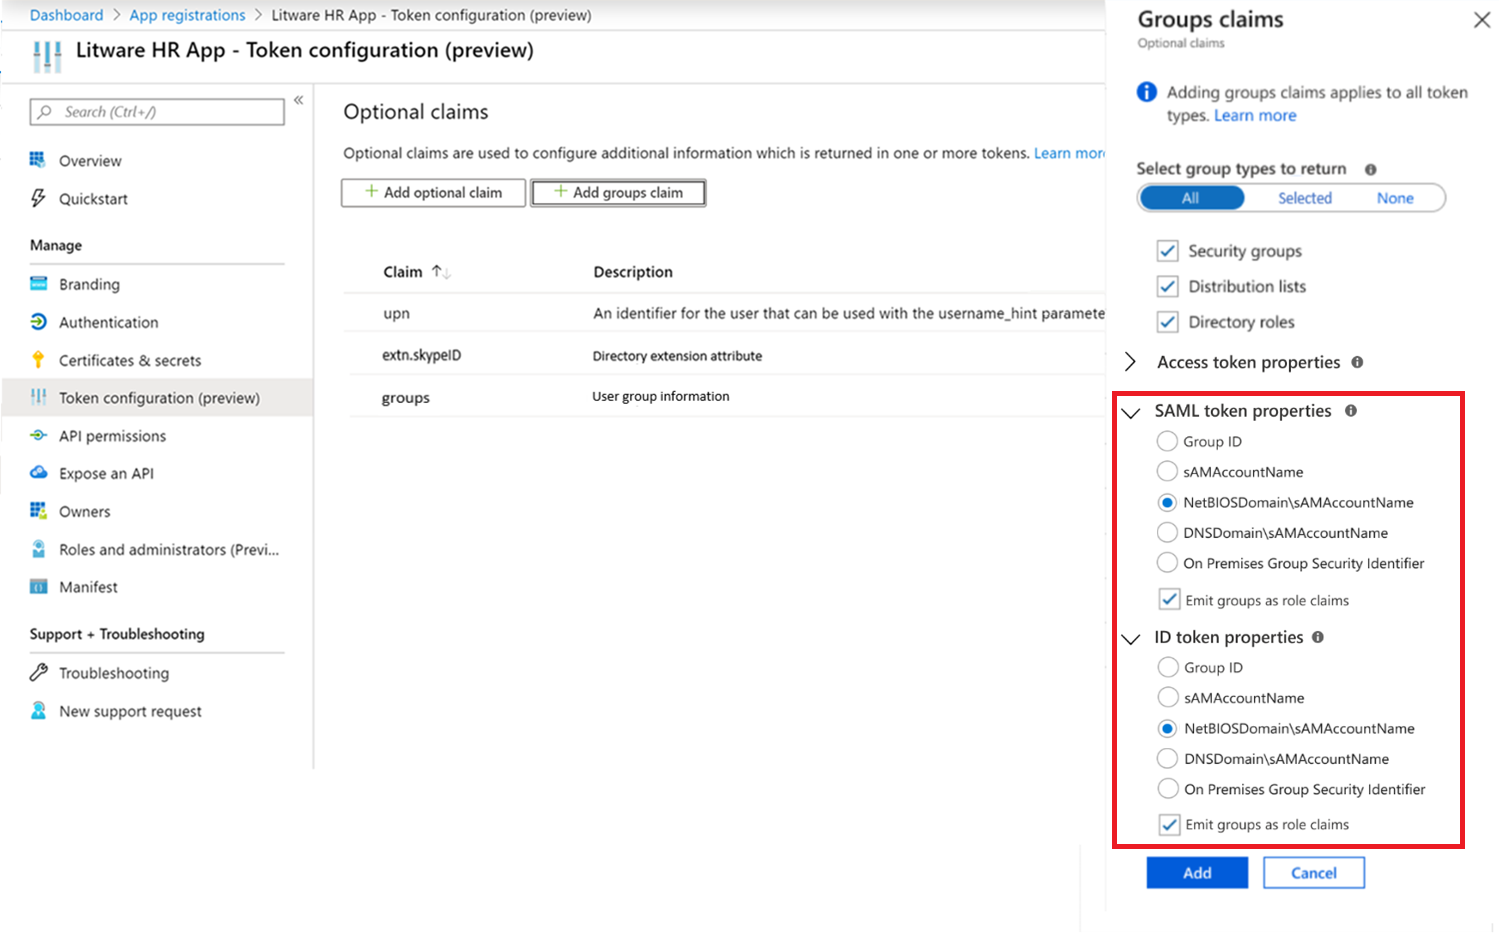 Dashboard > App registrations > Litware HR App - Token configuration (preview)
Litware HR App - Token configuration (preview)
Search (Ctrl+/)
«
Overview
Quickstart
Manage
Branding
Authentication
Certificates & secrets
Token configuration (preview)
API permissions
Expose an API
Owners
Roles and administrators (Previ...
Manifest
Support + Troubleshooting
Troubleshooting
New support request
Optional claims
Optional claims are used to configure additional information which is returned in one or more tokens. Learn more
+ Add optional claim
+ Add groups claim
Claim ↑↓ Description
upn An identifier for the user that can be used with the username_hint paramete
extn.skypeID Directory extension attribute
groups User group information
Groups claims
Optional claims
Adding groups claims applies to all token
types. Learn more
Select group types to return
All Selected None
Security groups
Distribution lists
Directory roles
Access token properties
SAML token properties
Group ID
sAMAccountName
NetBIOSDomain\sAMAccountName
DNSDomain\sAMAccountName
On Premises Group Security Identifier
Emit groups as role claims
ID token properties
Group ID
sAMAccountName
NetBIOSDomain\sAMAccountName
DNSDomain\sAMAccountName
On Premises Group Security Identifier
Emit groups as role claims
Add Cancel